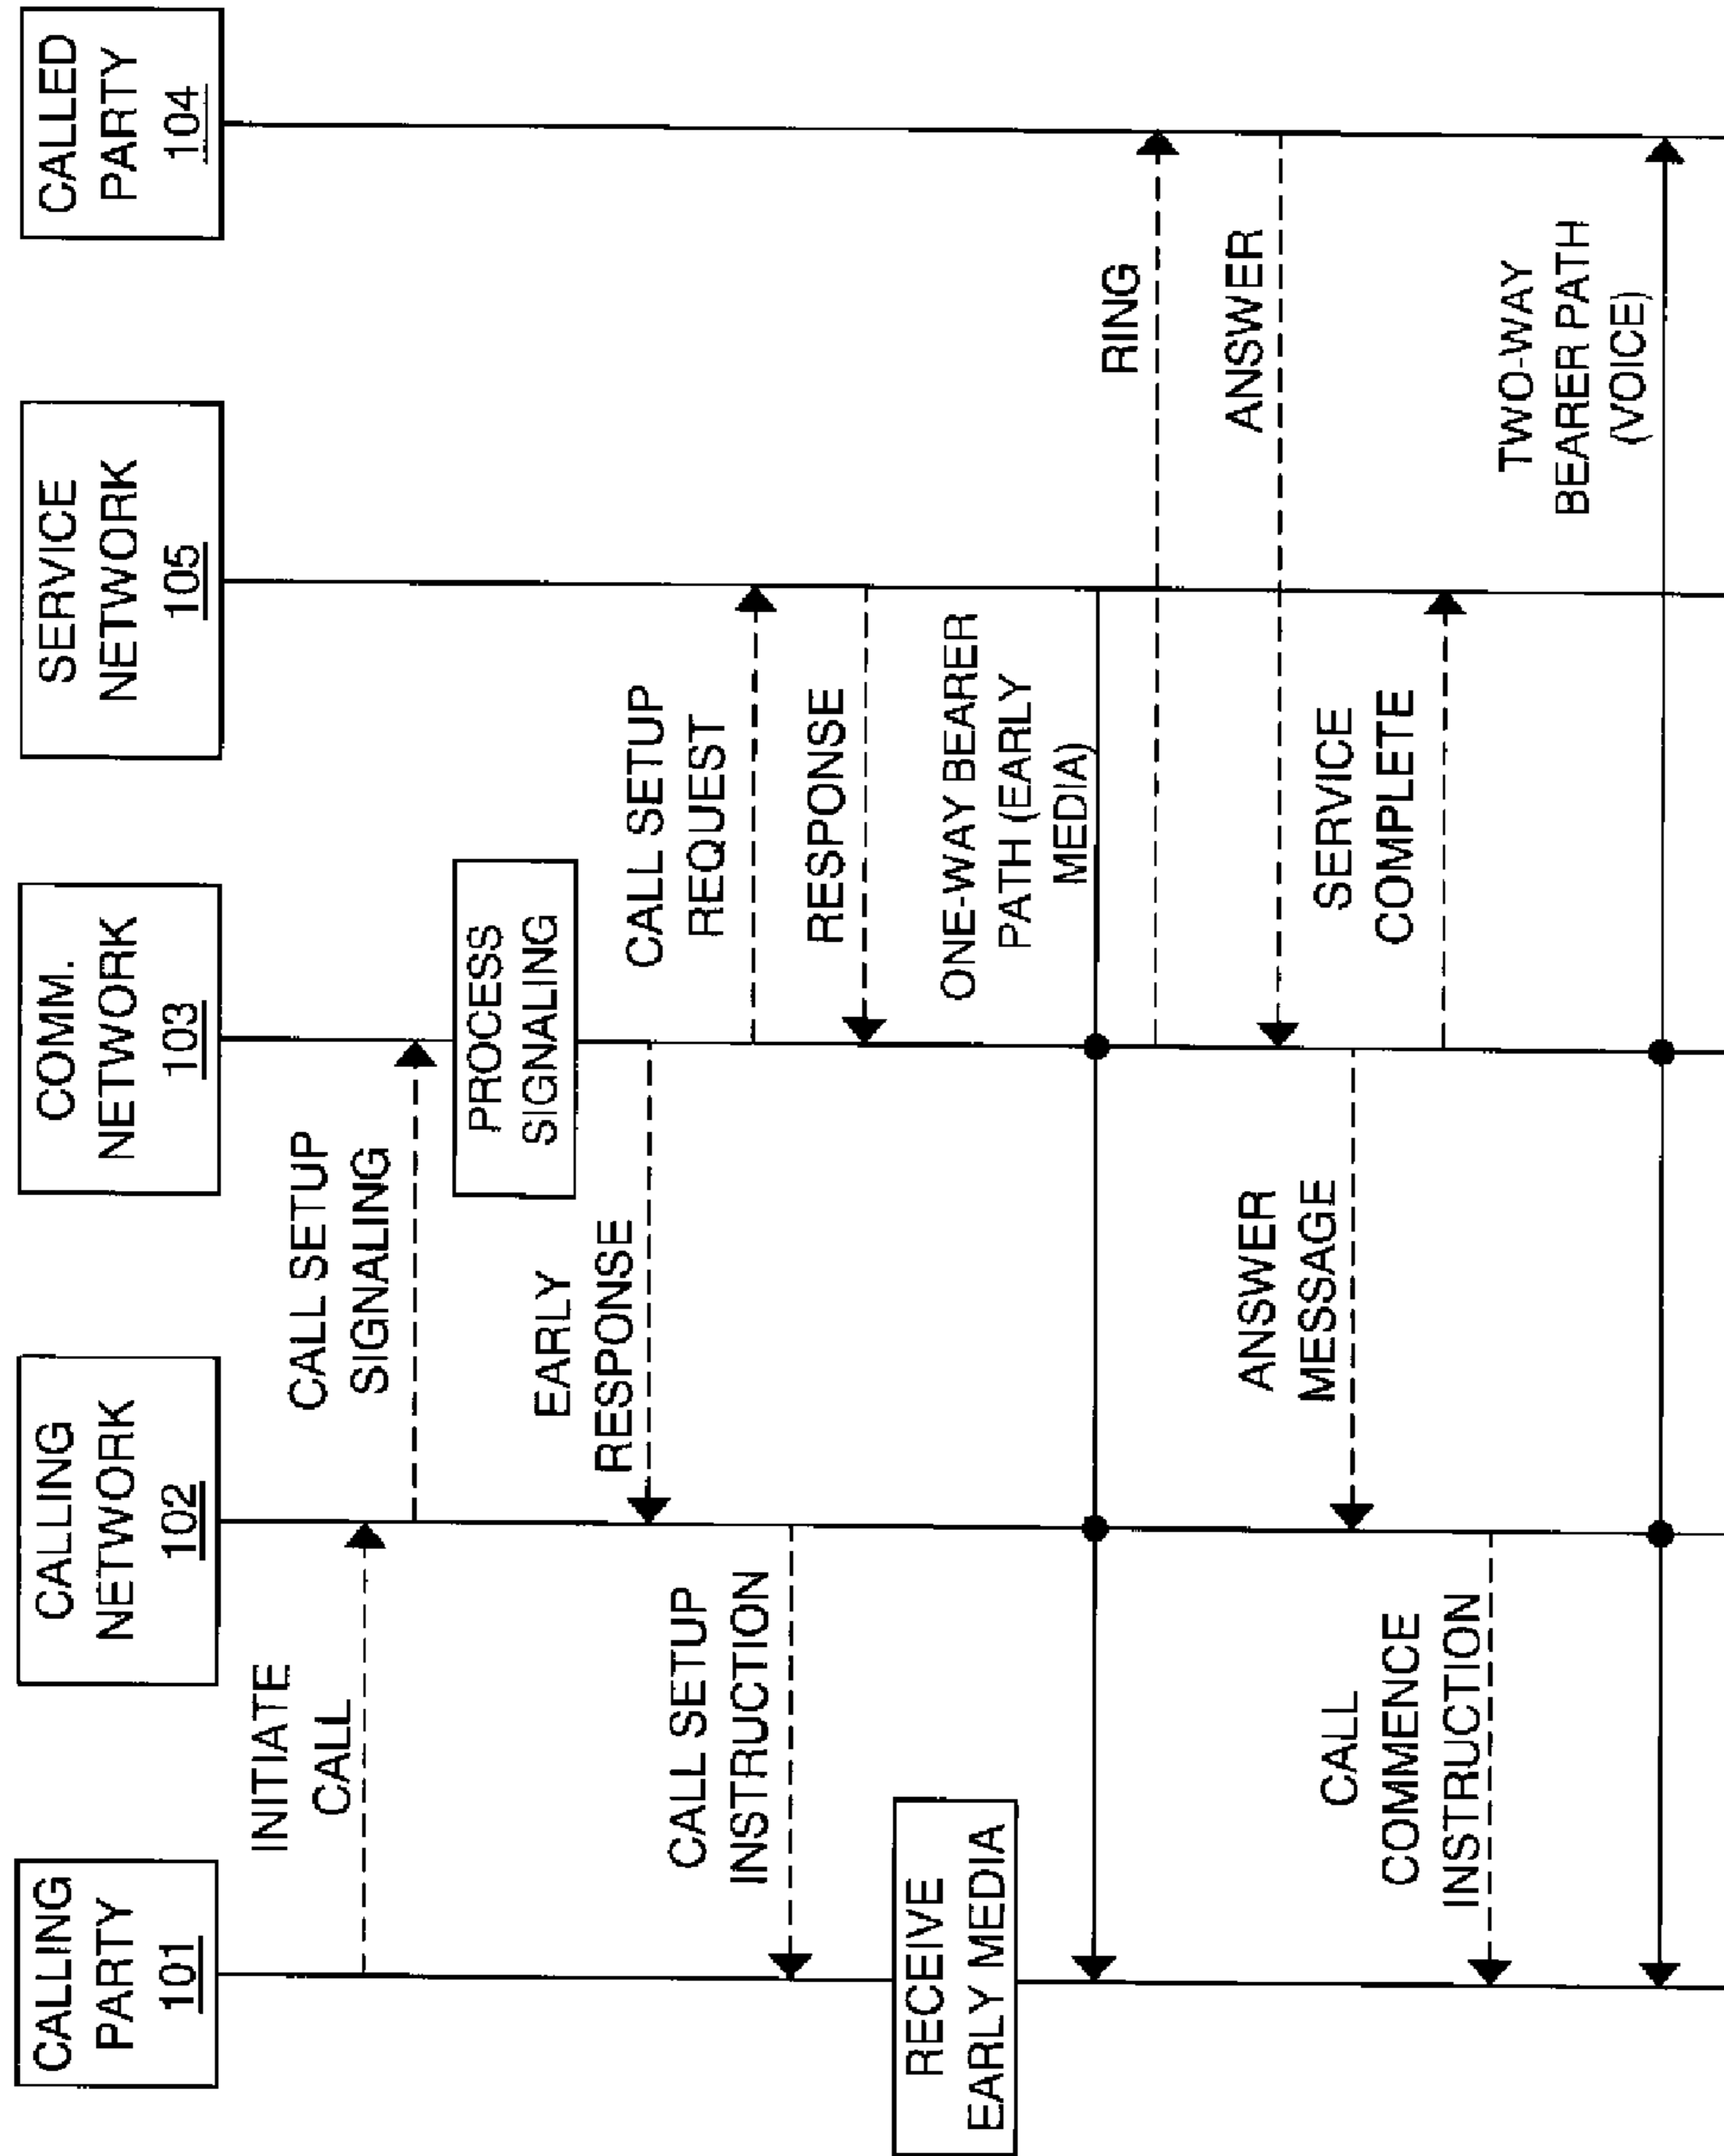 CALLING
PARTY
101
CALLING
NETWORK
102
COMM.
NETWORK
103
SERVICE
NETWORK
105
CALLED
PARTY
104
INITIATE
CALL
CALL SETUP
SIGNALING
PROCESS
SIGNALING
EARLY
RESPONSE
CALL SETUP
REQUEST
CALL SETUP
INSTRUCTION
RESPONSE
RECEIVE
EARLY MEDIA
ONE-WAY BEARER
PATH (EARLY
MEDIA)
RING
ANSWER
ANSWER
MESSAGE
SERVICE
COMPLETE
CALL
COMMENCE
INSTRUCTION
TWO-WAY
BEARER PATH
(VOICE)